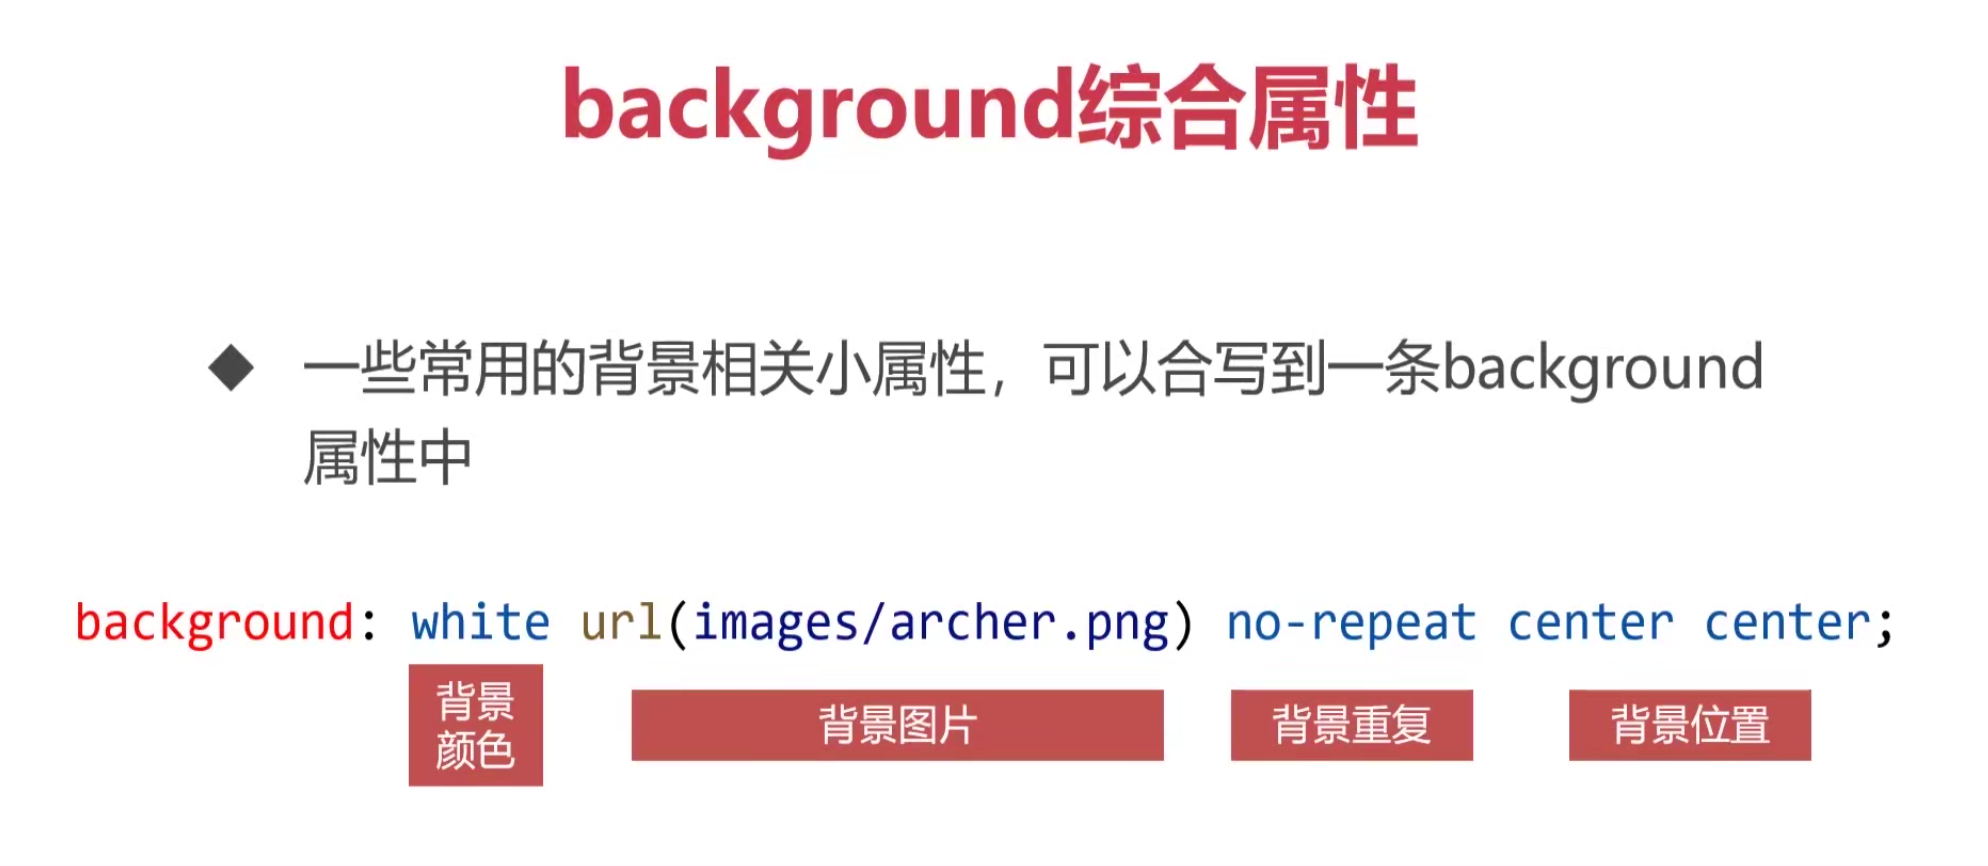 background综合属性
◆ 一些常用的背景相关小属性，可以合写到一条background
属性中
background: white url(images/archer.png) no-repeat center center;
背景
颜色
背景图片
背景重复
背景位置